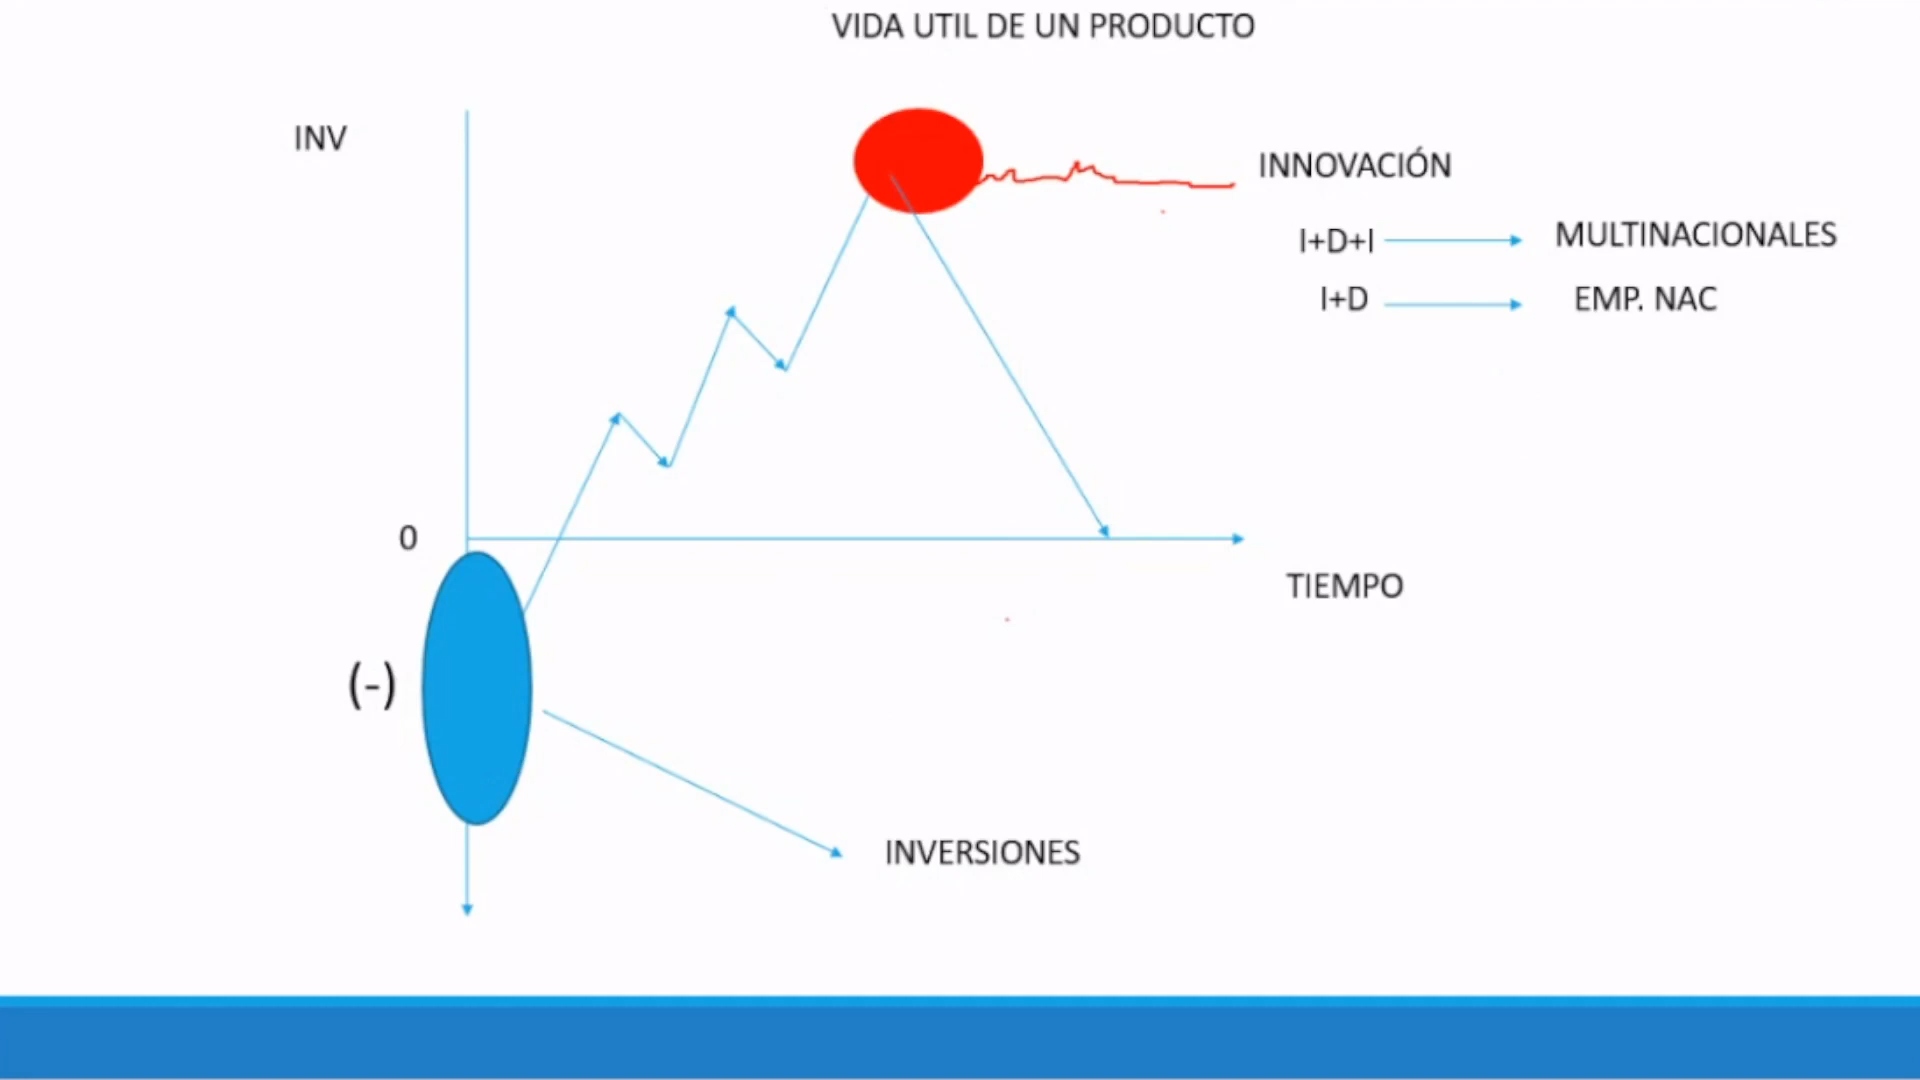 VIDA UTIL DE UN PRODUCTO
INV
INNOVACIÓN
I+D+I
MULTINACIONALES
I+D
EMP. NAC
0
TIEMPO
(-)
INVERSIONES